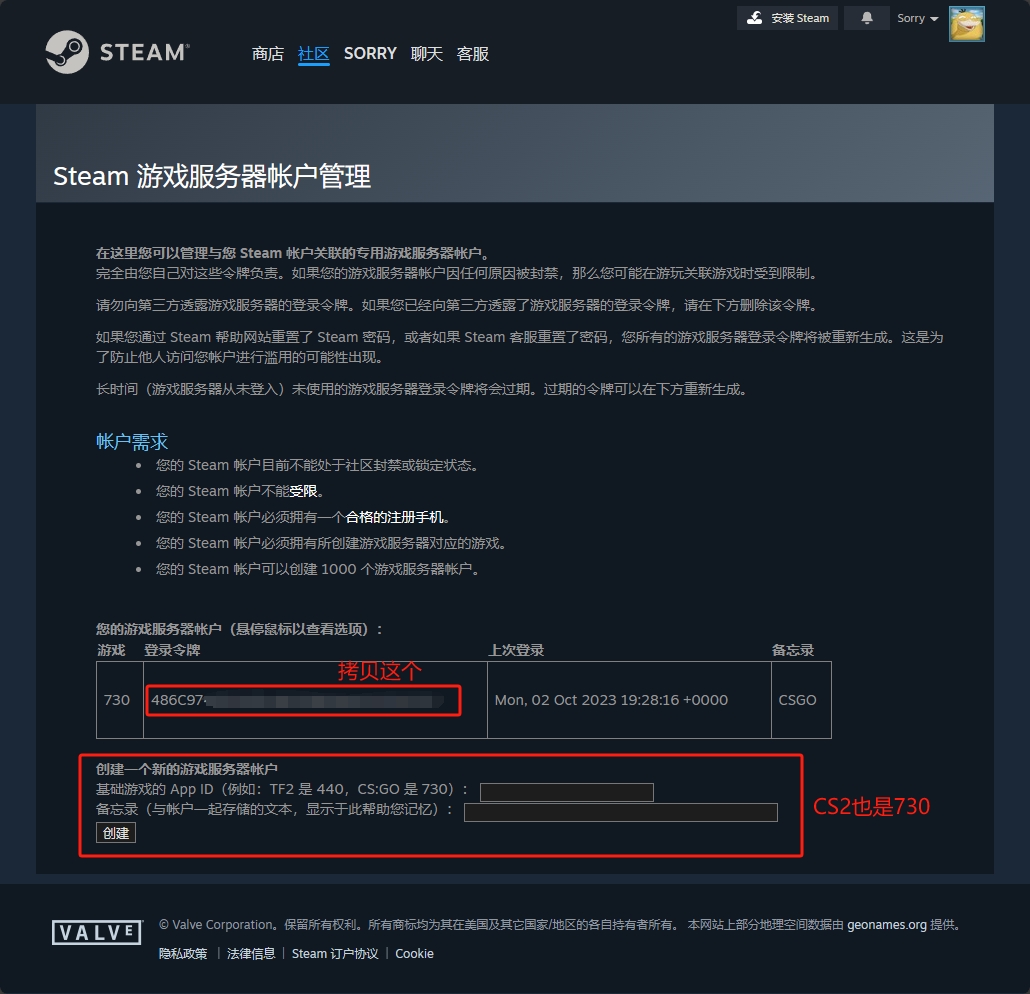 安装 Steam
Sorry
STEAM®
商店 社区 SORRY 聊天 客服
Steam 游戏服务器帐户管理
在这里您可以管理与您 Steam 帐户关联的专用游戏服务器帐户。
完全由您自己对这些令牌负责。如果您的游戏服务器帐户因任何原因被封禁，那么您可能在游玩关联游戏时受到限制。
请勿向第三方透露游戏服务器的登录令牌。如果您已经向第三方透露了游戏服务器的登录令牌，请在下方删除该令牌。
如果您通过 Steam 帮助网站重置了 Steam 密码，或者如果 Steam 客服重置了密码，您所有的游戏服务器登录令牌将被重新生成。这是为
了防止他人访问您帐户进行滥用的可能性出现。
长时间（游戏服务器从未登入）未使用的游戏服务器登录令牌将会过期。过期的令牌可以在下方重新生成。
帐户需求
• 您的 Steam 帐户目前不能处于社区封禁或锁定状态。
• 您的 Steam 帐户不能受限。
• 您的 Steam 帐户必须拥有一个合格的注册手机。
• 您的 Steam 帐户必须拥有所创建游戏服务器对应的游戏。
• 您的 Steam 帐户可以创建 1000 个游戏服务器帐户。
您的游戏服务器帐户（悬停鼠标以查看选项）：
游戏 登录令牌 上次登录 备忘录
拷贝这个
730 486C97 Mon, 02 Oct 2023 19:28:16 +0000 CSGO
创建一个新的游戏服务器帐户
基础游戏的 App ID（例如：TF2 是 440，CS:GO 是 730）：
备忘录（与帐户一起存储的文本，显示于此帮助您记忆）：
CS2也是730
创建
VALVE
© Valve Corporation。保留所有权利。所有商标均为其在美国及其它国家/地区的各自持有者所有。 本网站上部分地理空间数据由 geonames.org 提供。
隐私政策 | 法律信息 | Steam 订户协议 | Cookie